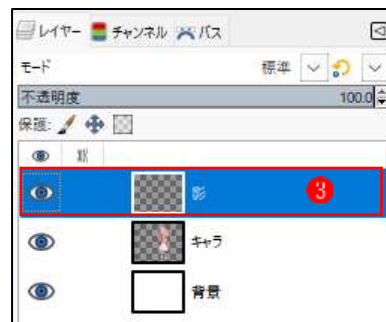 レイヤー チャンネル パス
モード 標準
不透明度 100.0
保護:
影 3
キャラ
背景